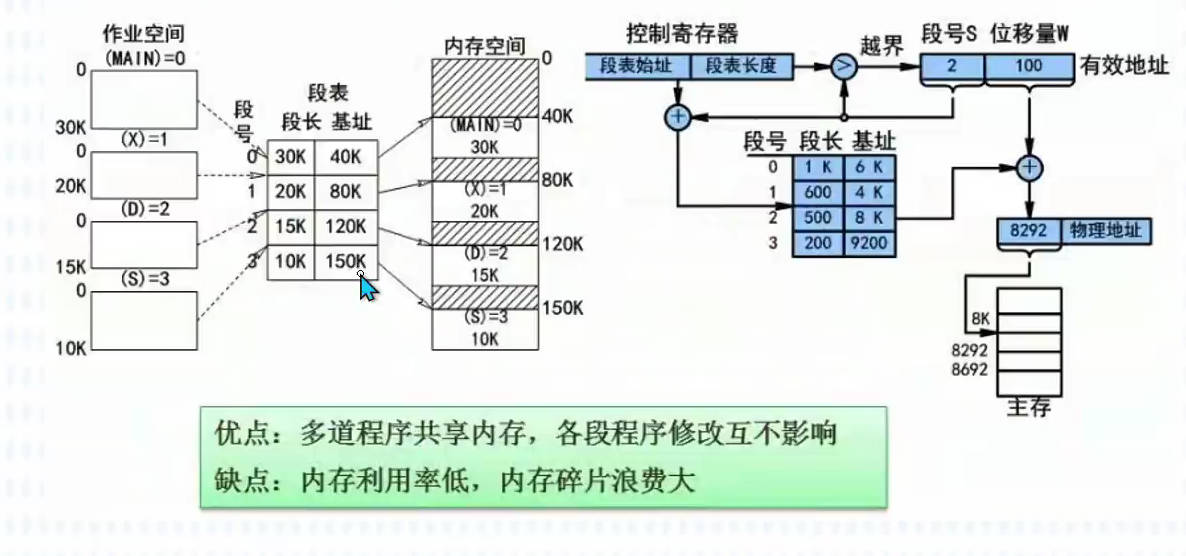 作业空间
(MAIN)=0
0
30K
(X)=1
0
20K
(D)=2
0
15K
(S)=3
0
10K
段表
段号 段长 基址
0 30K 40K
1 20K 80K
2 15K 120K
3 10K 150K
内存空间
0
40K
(MAIN)=0
30K
80K
(X)=1
20K
120K
(D)=2
15K
150K
(S)=3
10K
控制寄存器
段表始址 段表长度
>
越界
段号S 位移量W
2 100 有效地址
+
段号 段长 基址
0 1 K 6 K
1 600 4 K
2 500 8 K
3 200 9200
+
8292 物理地址
8K
8292
8692
主存
优点：多道程序共享内存，各段程序修改互不影响
缺点：内存利用率低，内存碎片浪费大